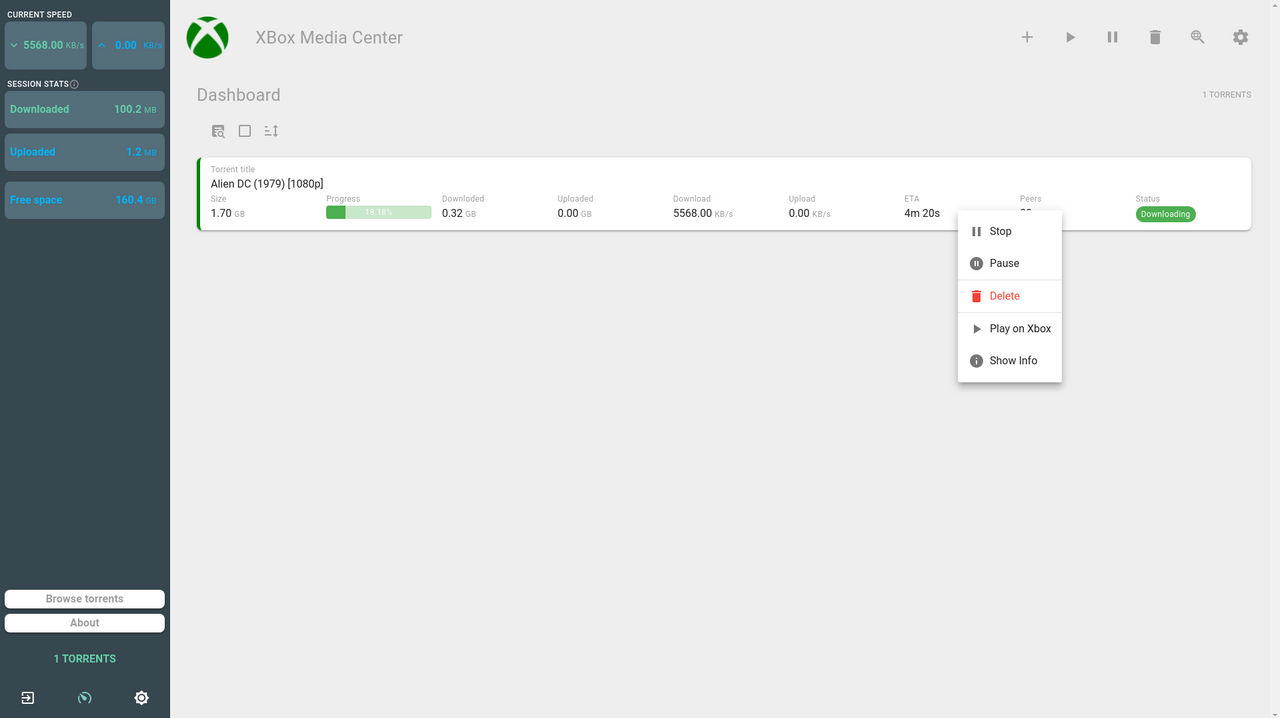 CURRENT SPEED
5568.00 KB/s
0.00 KB/s
SESSION STATS
Downloaded 100.2 MB
Uploaded 1.2 MB
Free space 160.4 GB
Browse torrents
About
1 TORRENTS
XBox Media Center
Dashboard
1 TORRENTS
Torrent title
Alien DC (1979) [1080p]
Size Progress Downloded Uploaded Download Upload ETA Peers Status
1.70 GB 18.18% 0.32 GB 0.00 GB 5568.00 KB/s 0.00 KB/s 4m 20s Downloading
Stop
Pause
Delete
Play on Xbox
Show Info